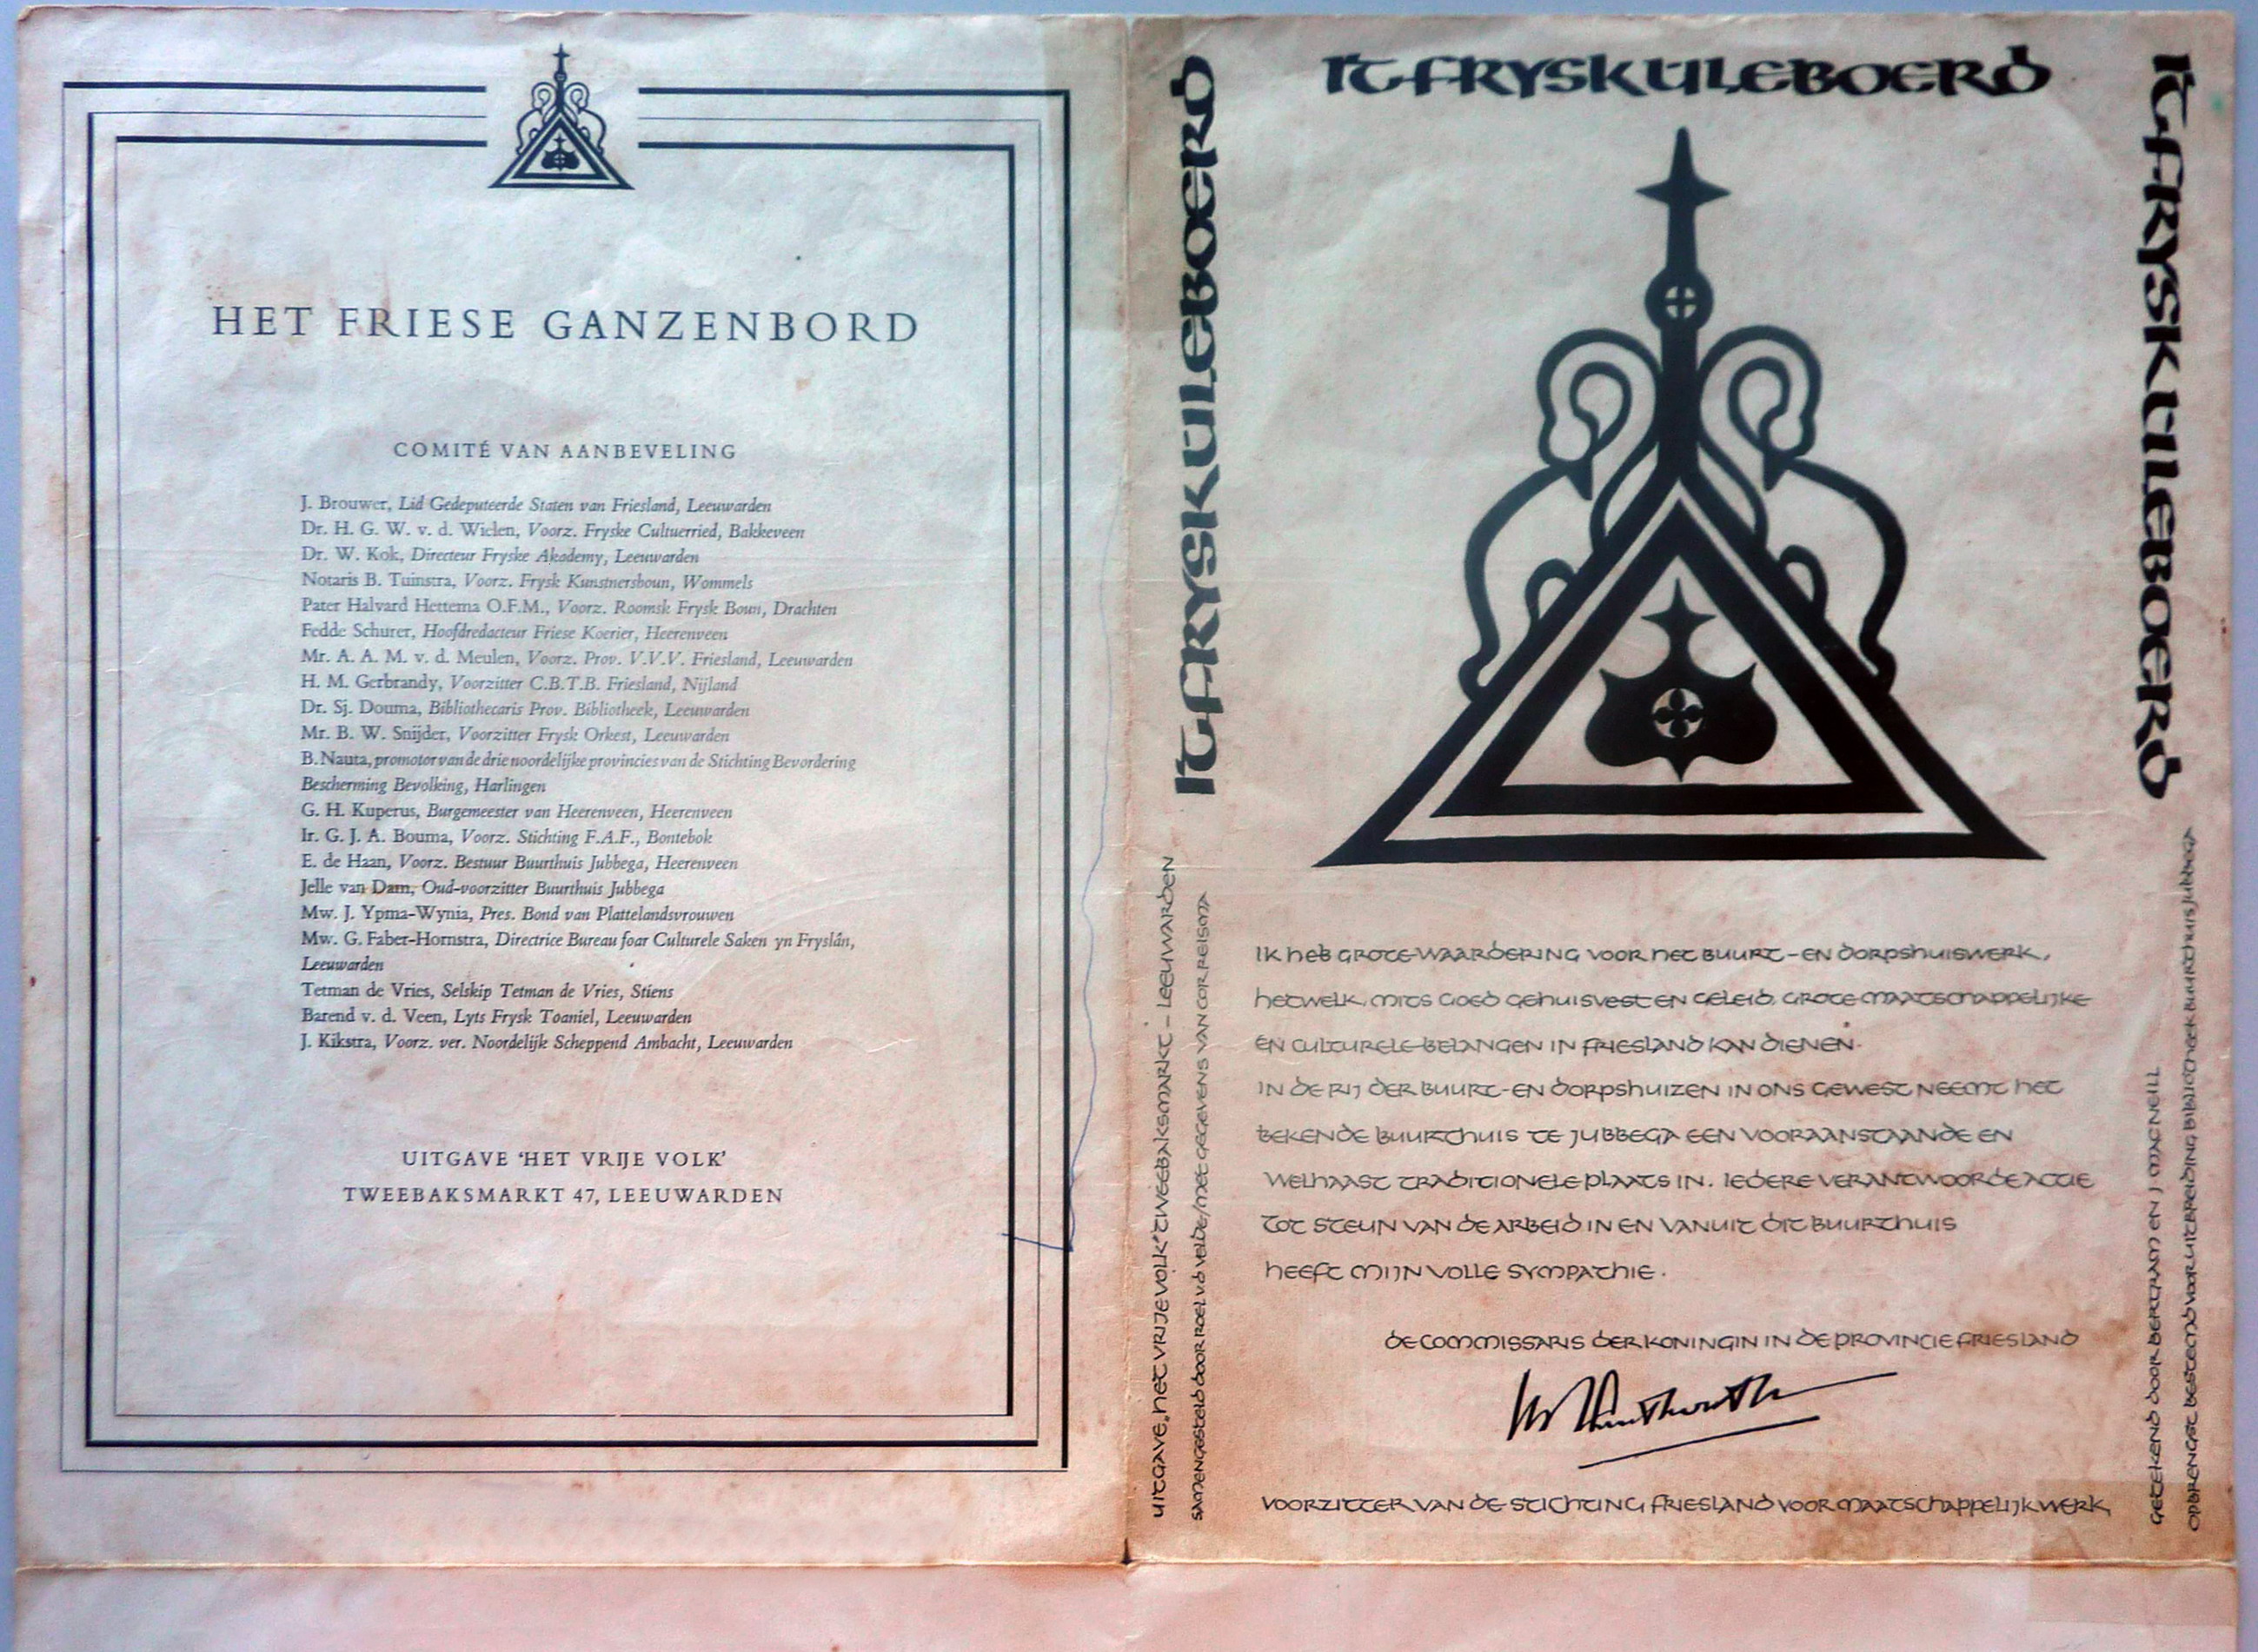 HET FRIESE GANZENBORD
COMITÉ VAN AANBEVELING
J. Brouwer, Lid Gedeputeerde Staten van Friesland, Leeuwarden
Dr. H. G. W. v. d. Wielen, Voorz. Fryske Cultuerried, Bakkeveen
Dr. W. Kok, Directeur Fryske Akademy, Leeuwarden
Notaris B. Tuinstra, Voorz. Frysk Kunstnersboun, Wommels
Pater Halvard Hettema O.F.M., Voorz. Roomsk Frysk Boun, Drachten
Fedde Schurer, Hoofdredacteur Friese Koerier, Heerenveen
Mr. A. A. M. v. d. Meulen, Voorz. Prov. V.V.V. Friesland, Leeuwarden
H. M. Gerbrandy, Voorzitter C.B.T.B. Friesland, Nijland
Dr. Sj. Douma, Bibliothecaris Prov. Bibliotheek, Leeuwarden
Mr. B. W. Snijder, Voorzitter Frysk Orkest, Leeuwarden
B. Nauta, promotor van de drie noordelijke provincies van de Stichting Bevordering
Bescherming Bevolking, Harlingen
G. H. Kuperus, Burgemeester van Heerenveen, Heerenveen
Ir. G. J. A. Bouma, Voorz. Stichting F.A.F., Bontebok
E. de Haan, Voorz. Bestuur Buurthuis Jubbega, Heerenveen
Jelle van Dam, Oud-voorzitter Buurthuis Jubbega
Mw. J. Ypma-Wynia, Pres. Bond van Plattelandsvrouwen
Mw. G. Faber-Hornstra, Directrice Bureau foar Culturele Saken yn Fryslân,
Leeuwarden
Tetman de Vries, Selskip Tetman de Vries, Stiens
Barend v. d. Veen, Lyts Frysk Toaniel, Leeuwarden
J. Kikstra, Voorz. ver. Noordelijk Scheppend Ambacht, Leeuwarden
UITGAVE ‘HET VRIJE VOLK’
TWEEBAKSMARKT 47, LEEUWARDEN
It Frysk Uleboerd
UITGAVE „HET VRIJE VOLK” TWEEBAKSMARKT - LEEUWARDEN
SAMENGESTELD DOOR ROEL V.D. VELDE/MET GEGEVENS VAN COR REISMA
It Frysk Uleboerd
IK HEB GROTE WAARDERING VOOR HET BUURT-EN DORPSHUISWERK,
HETWELK, MITS GOED GEHUISVEST EN GELEID, GROTE MAATSCHAPPELIJKE
EN CULTURELE BELANGEN IN FRIESLAND KAN DIENEN.
IN DE RIJ DER BUURT-EN DORPSHUIZEN IN ONS GEWEST NEEMT HET
BEKENDE BUURTHUIS TE JUBBEGA EEN VOORAANSTAANDE EN
WELHAAST TRADITIONELE PLAATS IN. IEDERE VERANTWOORDE ACTIE
TOT STEUN VAN DE ARBEID IN EN VANUIT DIT BUURTHUIS
HEEFT MIJN VOLLE SYMPATHIE.
DE COMMISSARIS DER KONINGIN IN DE PROVINCIE FRIESLAND
VOORZITTER VAN DE STICHTING FRIESLAND VOOR MAATSCHAPPELIJK WERK,
It Frysk Uleboerd
GETEKEND DOOR BERTRAM EN J. MACNEILL
OPBRENGST BESTEMD VOOR UITBREIDING BIBLIOTHEEK BUURTHUIS JUBBEGA